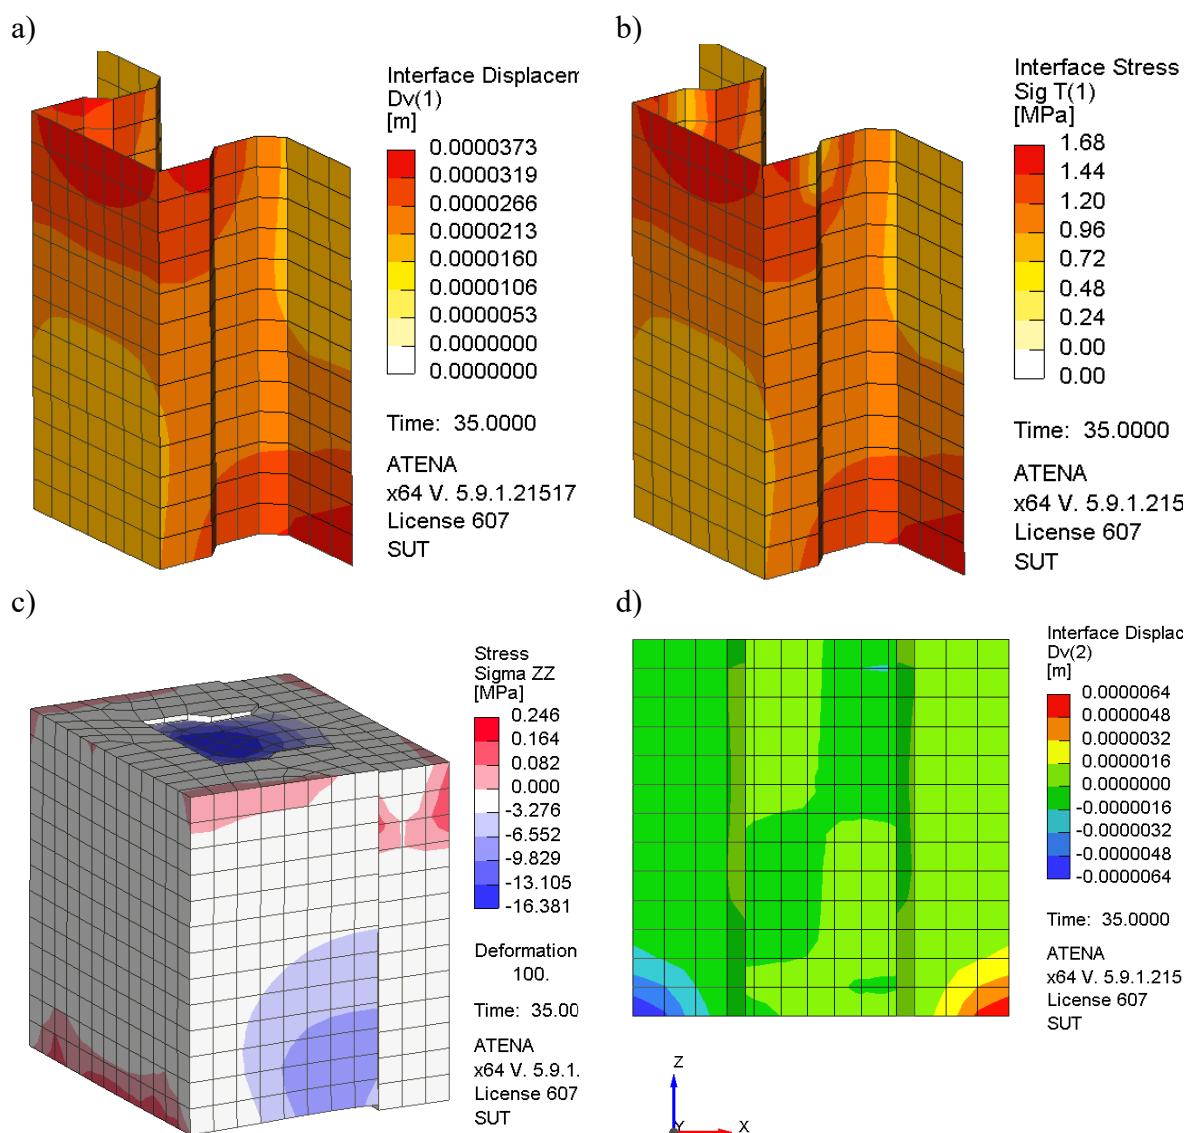 a)
Interface Displacem
Dv(1)
[m]
0.0000373
0.0000319
0.0000266
0.0000213
0.0000160
0.0000106
0.0000053
0.0000000
0.0000000
Time: 35.0000
ATENA
x64 V. 5.9.1.21517
License 607
SUT
b)
Interface Stress
Sig T(1)
[MPa]
1.68
1.44
1.20
0.96
0.72
0.48
0.24
0.00
0.00
Time: 35.0000
ATENA
x64 V. 5.9.1.215
License 607
SUT
c)
Stress
Sigma ZZ
[MPa]
0.246
0.164
0.082
0.000
-3.276
-6.552
-9.829
-13.105
-16.381
Deformation
100.
Time: 35.00
ATENA
x64 V. 5.9.1.
License 607
SUT
d)
Interface Displac
Dv(2)
[m]
0.0000064
0.0000048
0.0000032
0.0000016
0.0000000
-0.0000016
-0.0000032
-0.0000048
-0.0000064
Time: 35.0000
ATENA
x64 V. 5.9.1.215
License 607
SUT
Z
Y
X